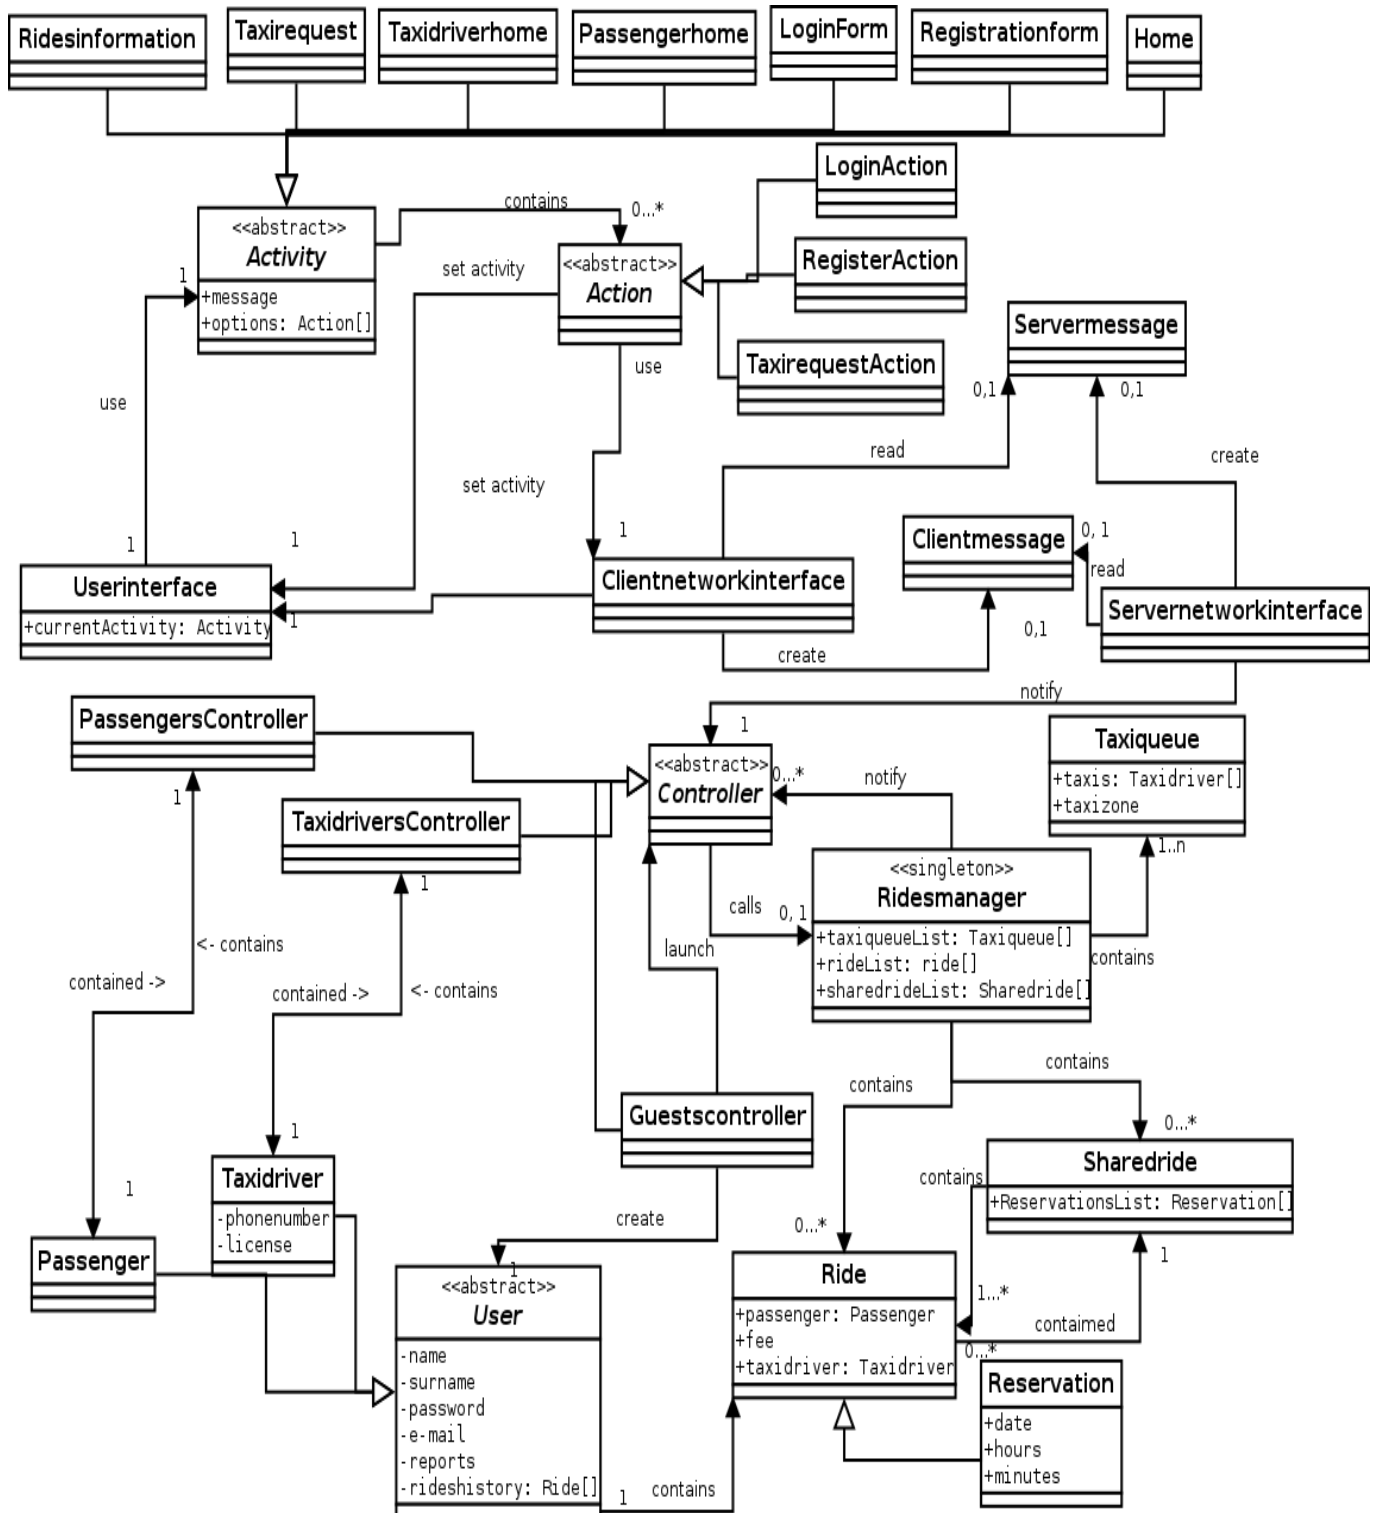 Ridesinformation
Taxirequest
Taxidriverhome
Passengerhome
LoginForm
Registrationform
Home
LoginAction
contains
0...*
<<abstract>>
Activity
+message
+options: Action[]
1
set activity
<<abstract>>
Action
RegisterAction
Servermessage
TaxirequestAction
use
use
0,1
0,1
read
create
set activity
1
1
1
Clientmessage
0, 1
read
Userinterface
+currentActivity: Activity
1
Clientnetworkinterface
Servernetworkinterface
0,1
create
notify
PassengersController
1
<<abstract>>
Controller
0...*
notify
Taxiqueue
+taxis: Taxidriver[]
+taxizone
1
TaxidriversController
1..n
<<singleton>>
Ridesmanager
+taxiqueueList: Taxiqueue[]
+rideList: ride[]
+sharedrideList: Sharedride[]
1
calls
0, 1
launch
contains
<- contains
contained ->
contained ->
<- contains
contains
contains
Guestscontroller
0...*
1
Taxidriver
-phonenumber
-license
Sharedride
+ReservationsList: Reservation[]
contains
1
create
0...*
Passenger
1
<<abstract>>
User
-name
-surname
-password
-e-mail
-reports
-rideshistory: Ride[]
Ride
+passenger: Passenger
+fee
+taxidriver: Taxidriver
1
1...*
contaimed
0...*
Reservation
+date
+hours
+minutes
1
contains